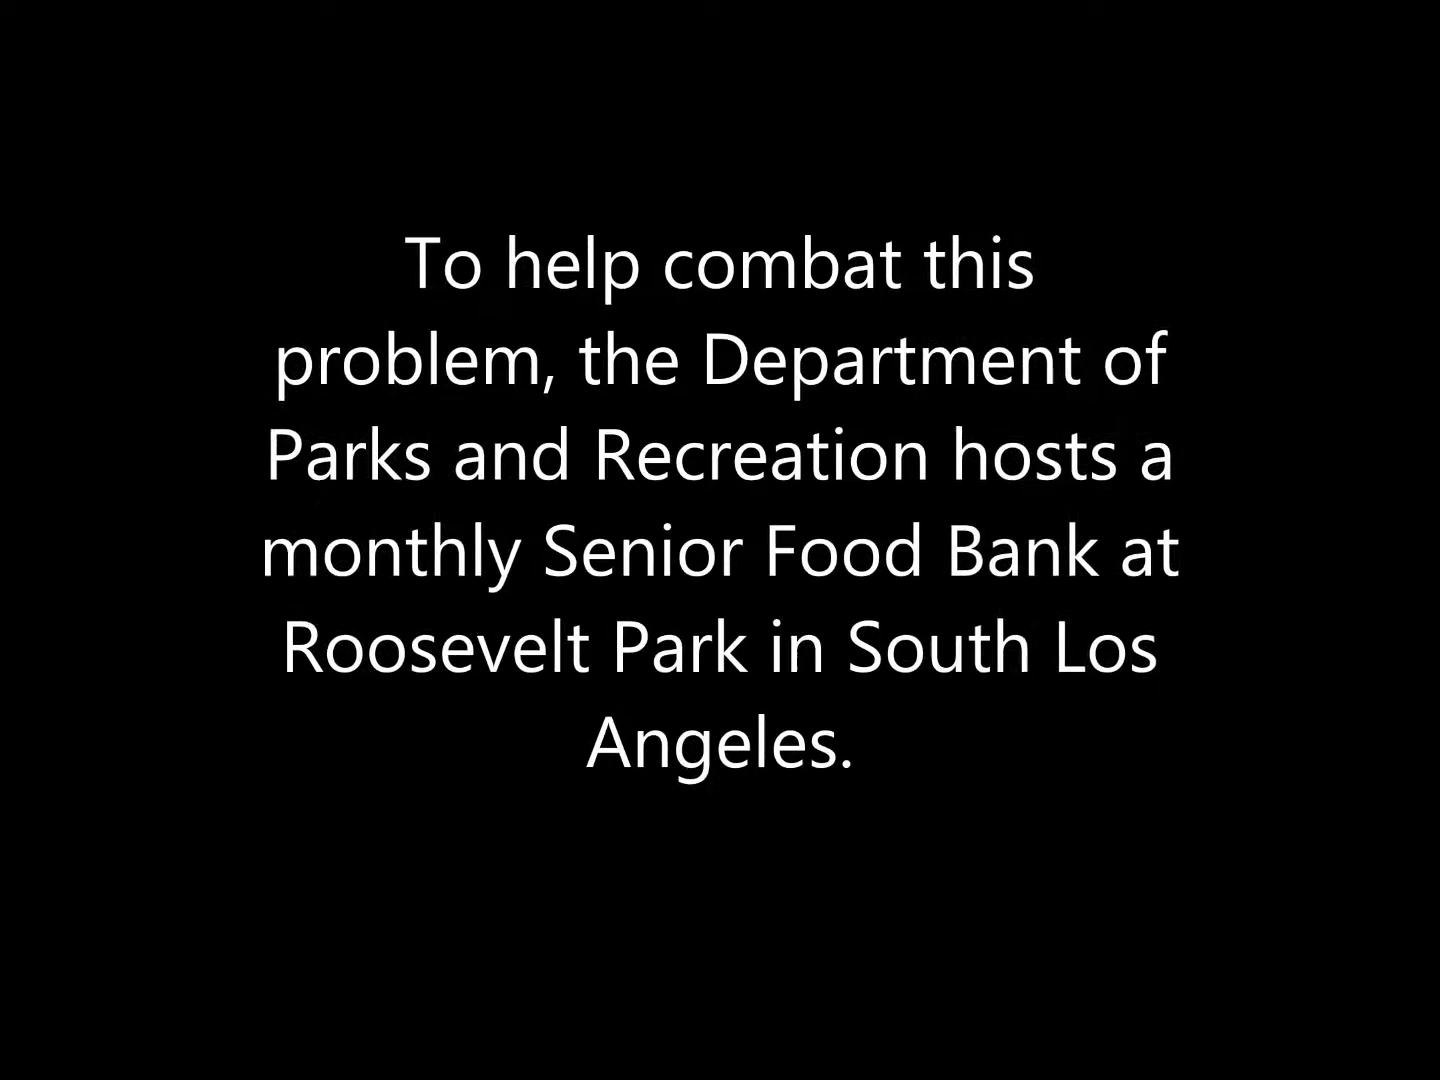 To help combat this
problem, the Department of
Parks and Recreation hosts a
monthly Senior Food Bank at
Roosevelt Park in South Los
Angeles.